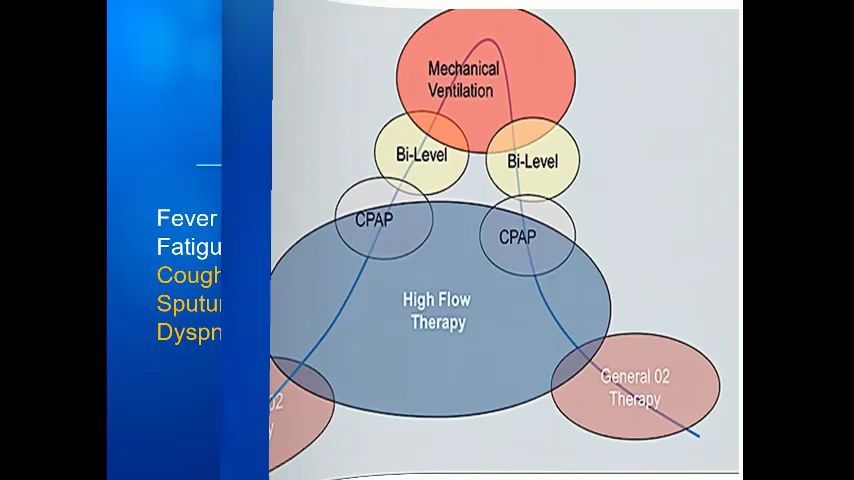 Mechanical
Ventilation
Bi-Level
Bi-Level
CPAP
CPAP
Fever
Fatigu
Cough
Sputu
Dyspn
High Flow
Therapy
General 02
Therapy
02
y